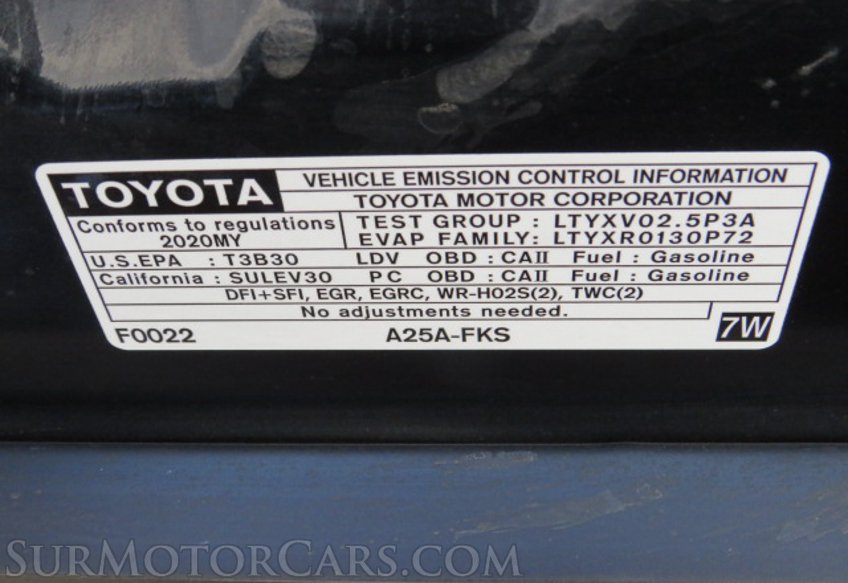 TOYOTA
VEHICLE EMISSION CONTROL INFORMATION
TOYOTA MOTOR CORPORATION
Conforms to regulations
2020MY
TEST GROUP : LTYXV02.5P3A
EVAP FAMILY: LTYXR0130P72
U.S.EPA : T3B30 LDV OBD : CAII Fuel : Gasoline
California : SULEV30 PC OBD : CAII Fuel : Gasoline
DFI+SFI, EGR, EGRC, WR-HO2S(2), TWC(2)
No adjustments needed.
F0022 A25A-FKS 7W
SURMOTORCARS.COM